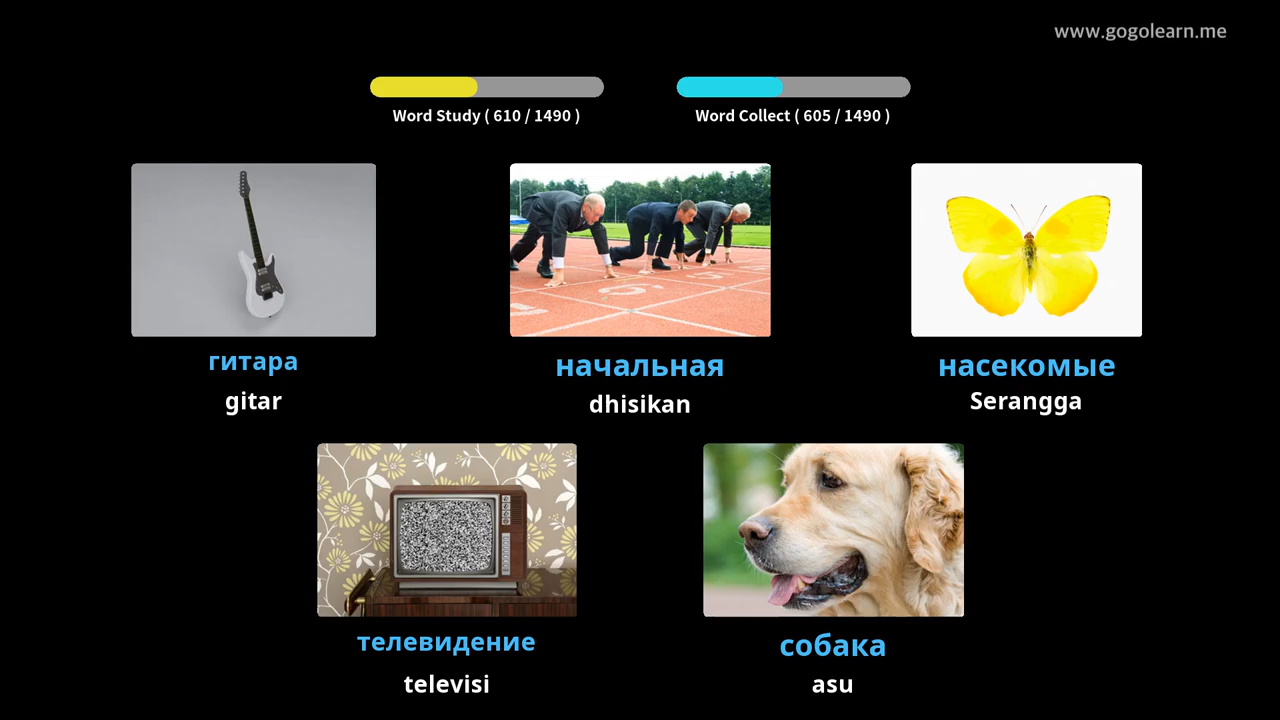 www.gogolearn.me
Word Study ( 610 / 1490 )
Word Collect ( 605 / 1490 )
гитара
gitar
начальная
dhisikan
насекомые
Serangga
телевидение
televisi
собака
asu